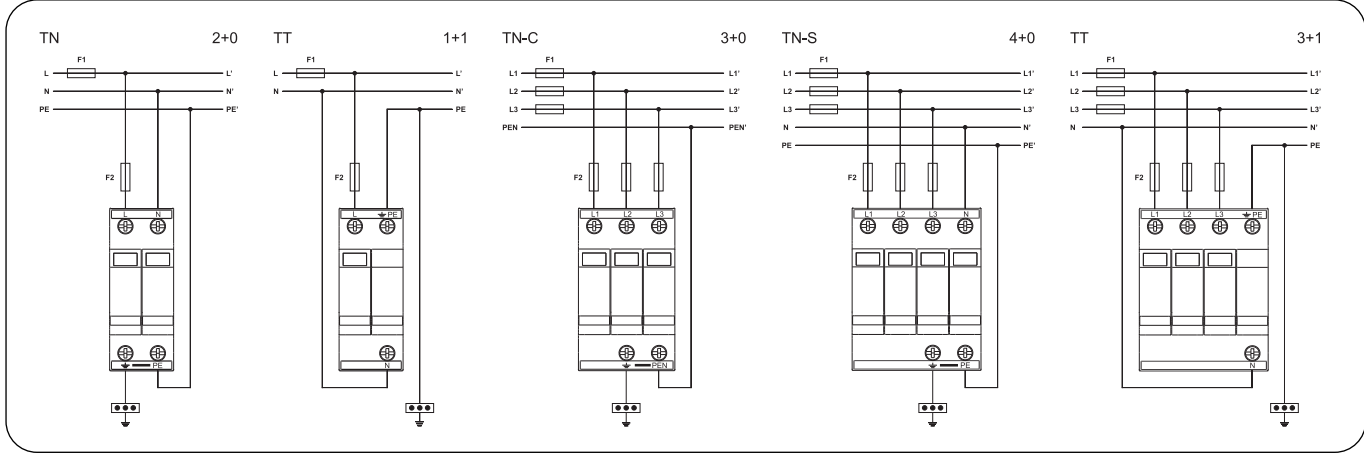 TN 2+0
F1
L L'
N N'
PE PE'
F2
L N
PE
TT 1+1
F1
L L'
N N'
PE
F2
L PE
N
TN-C 3+0
F1
L1 L1'
L2 L2'
L3 L3'
PEN PEN'
F2
L1 L2 L3
PEN
TN-S 4+0
F1
L1 L1'
L2 L2'
L3 L3'
N N'
PE PE'
F2
L1 L2 L3 N
PE
TT 3+1
F1
L1 L1'
L2 L2'
L3 L3'
N N'
PE
F2
L1 L2 L3 PE
N